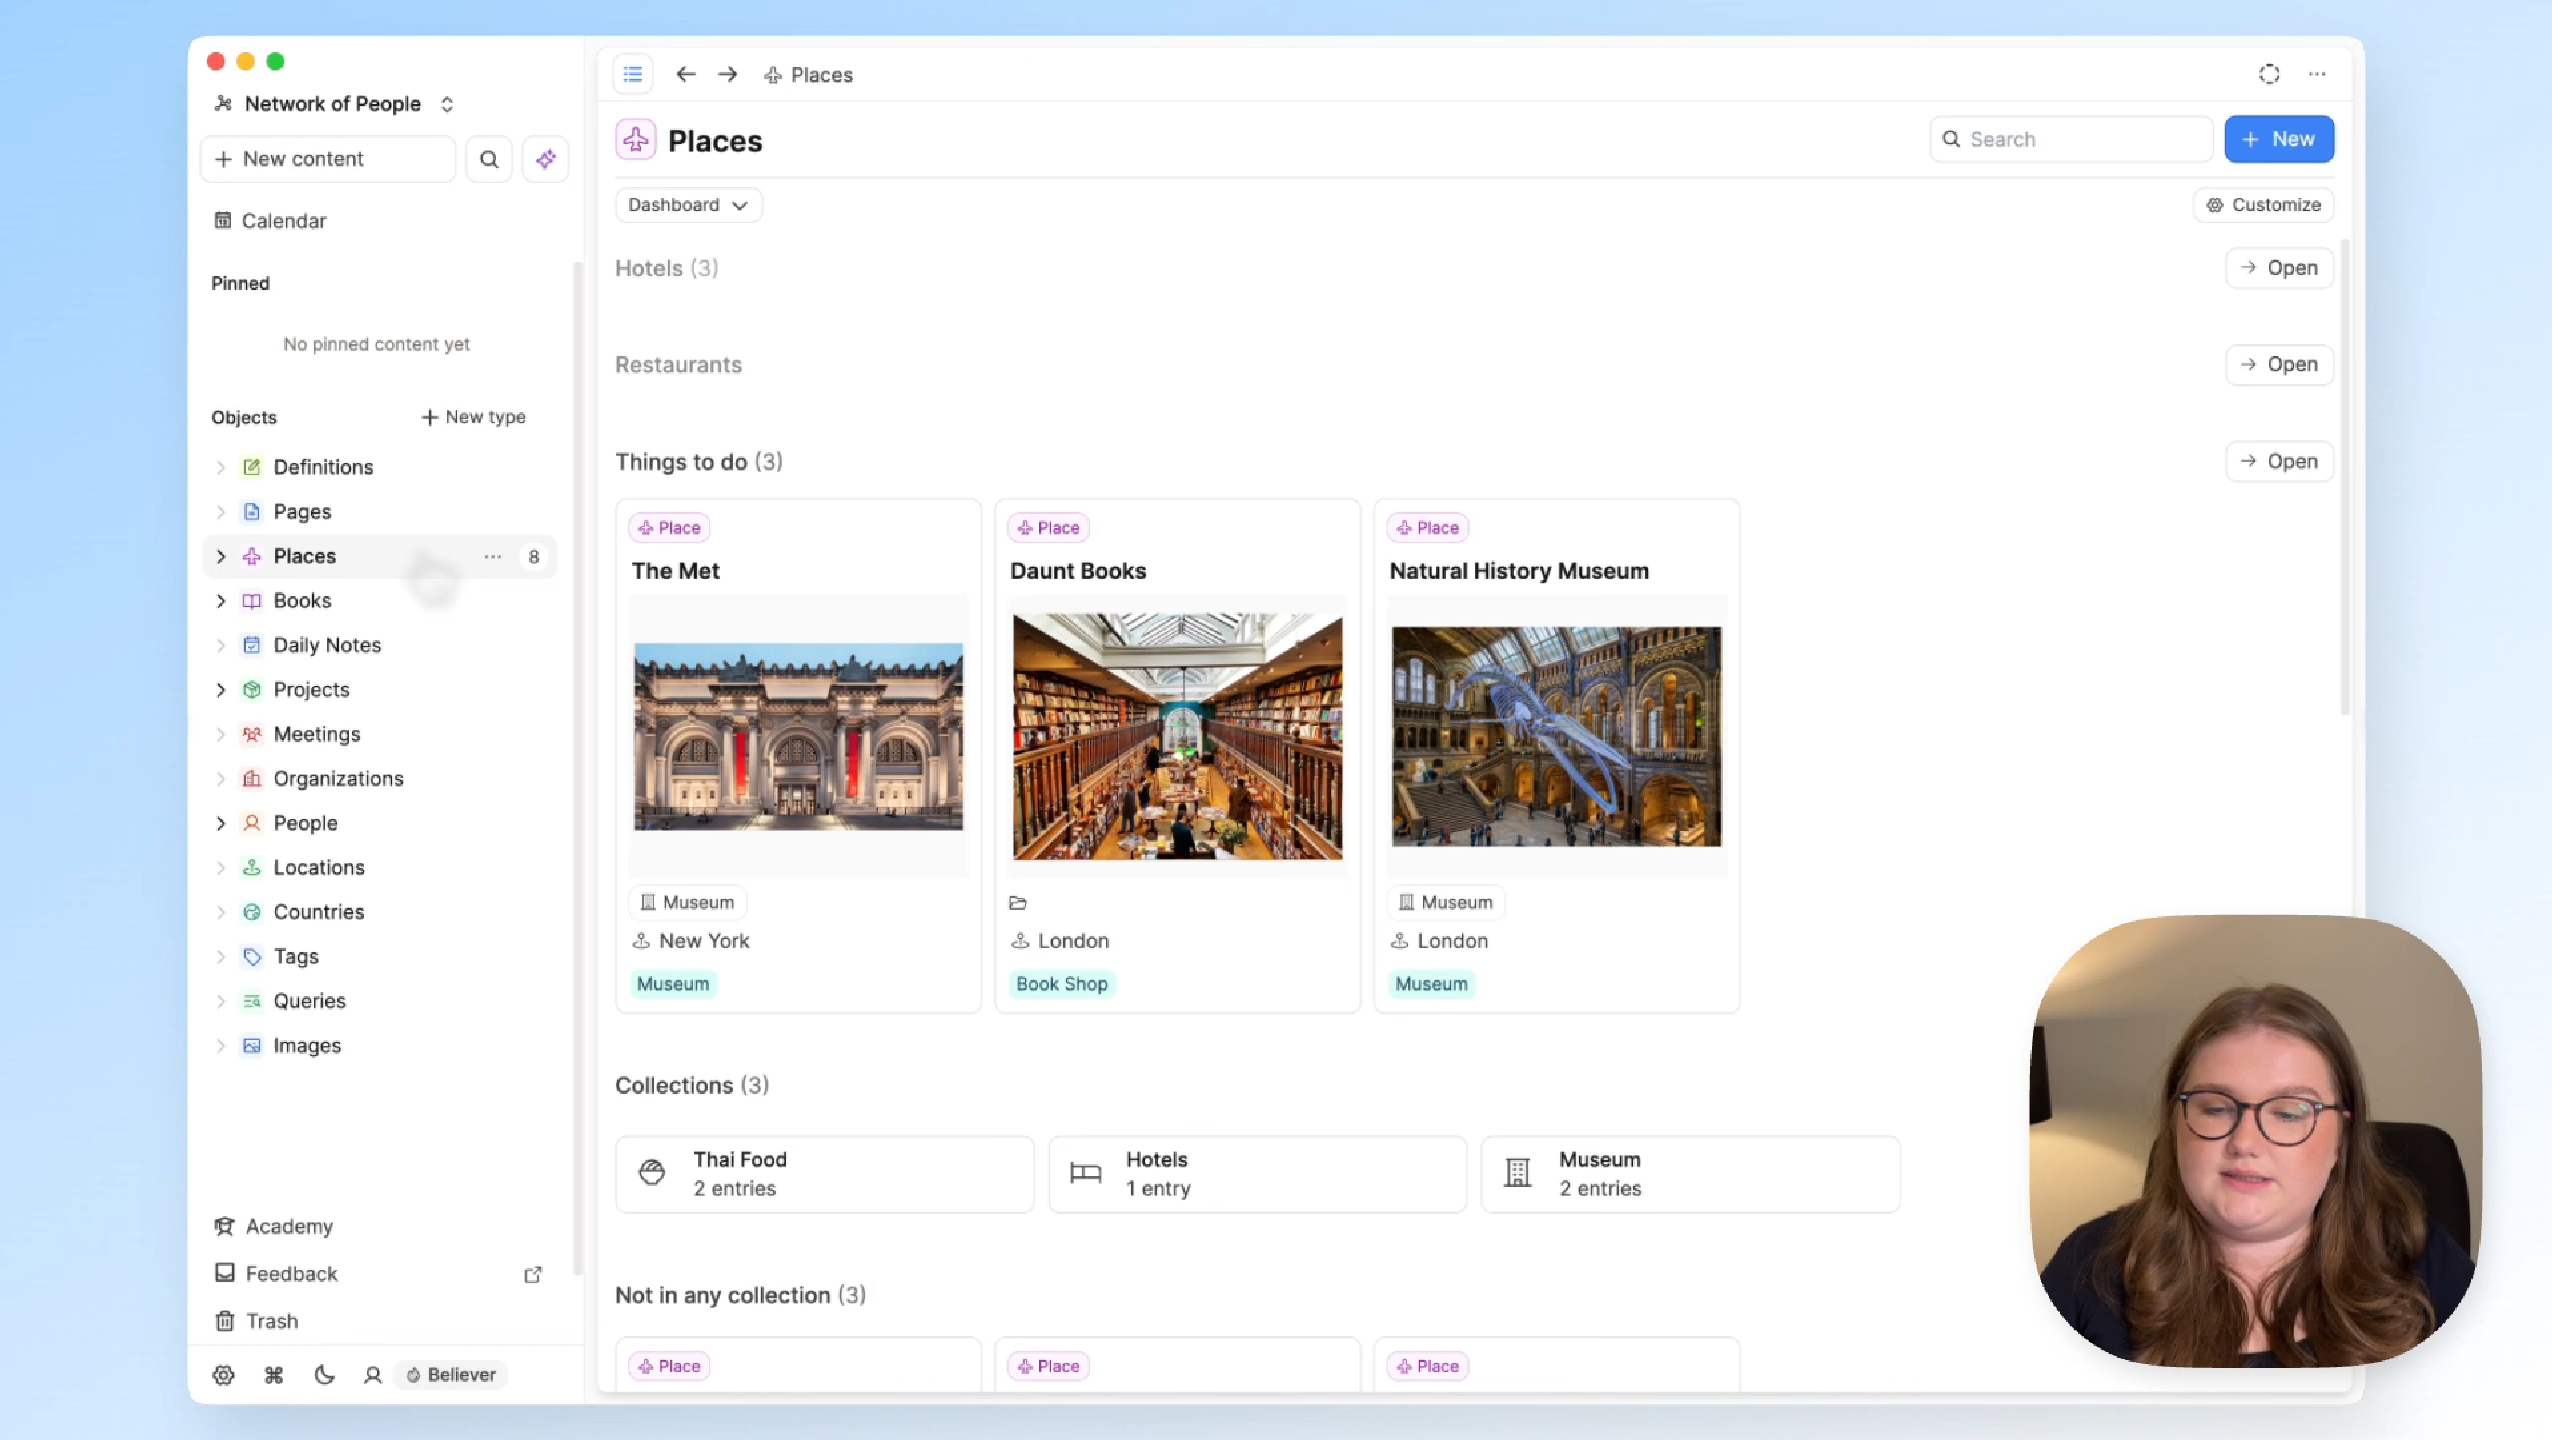 Network of People
New content
Calendar
Pinned
No pinned content yet
Objects
New type
Definitions
Pages
Places
8
Books
Daily Notes
Projects
Meetings
Organizations
People
Locations
Countries
Tags
Queries
Images
Academy
Feedback
Trash
Believer
Places
Places
Search
New
Dashboard
Customize
Hotels (3)
Open
Restaurants
Open
Things to do (3)
Open
Place
The Met
Museum
New York
Museum
Place
Daunt Books
London
Book Shop
Place
Natural History Museum
Museum
London
Museum
Collections (3)
Thai Food
2 entries
Hotels
1 entry
Museum
2 entries
Not in any collection (3)
Place
Place
Place